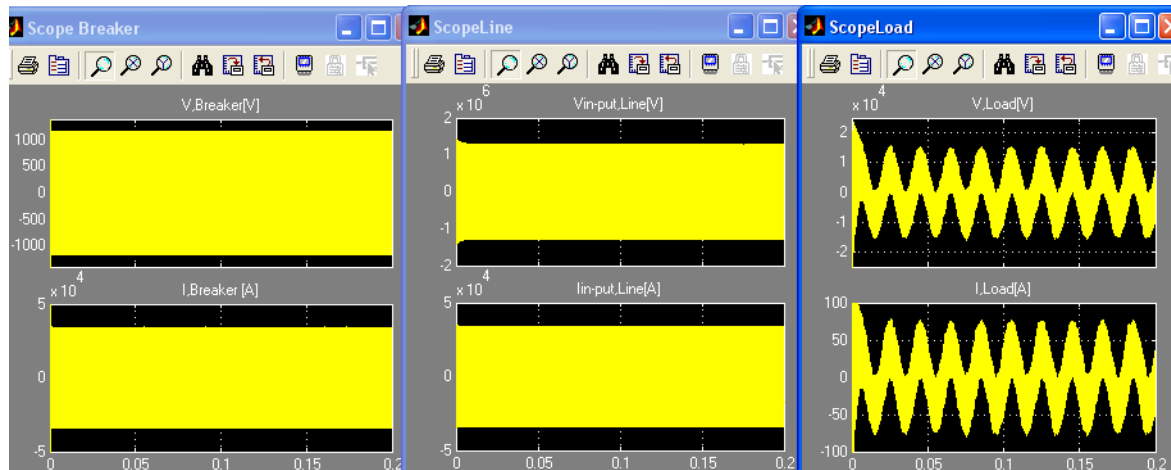 Scope Breaker
V,Breaker[V]
1000
500
0
-500
-1000
x 10^4
I,Breaker [A]
5
0
-5
0 0.05 0.1 0.15 0.2
ScopeLine
x 10^6
Vin-put,Line[V]
2
1
0
-1
-2
x 10^4
Iin-put,Line[A]
5
0
-5
0 0.05 0.1 0.15 0.2
ScopeLoad
x 10^4
V,Load[V]
2
1
0
-1
-2
I,Load[A]
100
50
0
-50
-100
0 0.05 0.1 0.15 0.2